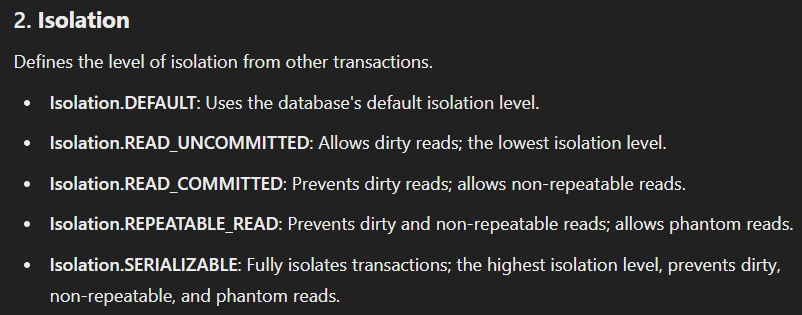 2. Isolation
Defines the level of isolation from other transactions.
• Isolation.DEFAULT: Uses the database's default isolation level.
• Isolation.READ_UNCOMMITTED: Allows dirty reads; the lowest isolation level.
• Isolation.READ_COMMITTED: Prevents dirty reads; allows non-repeatable reads.
• Isolation.REPEATABLE_READ: Prevents dirty and non-repeatable reads; allows phantom reads.
• Isolation.SERIALIZABLE: Fully isolates transactions; the highest isolation level, prevents dirty,
non-repeatable, and phantom reads.